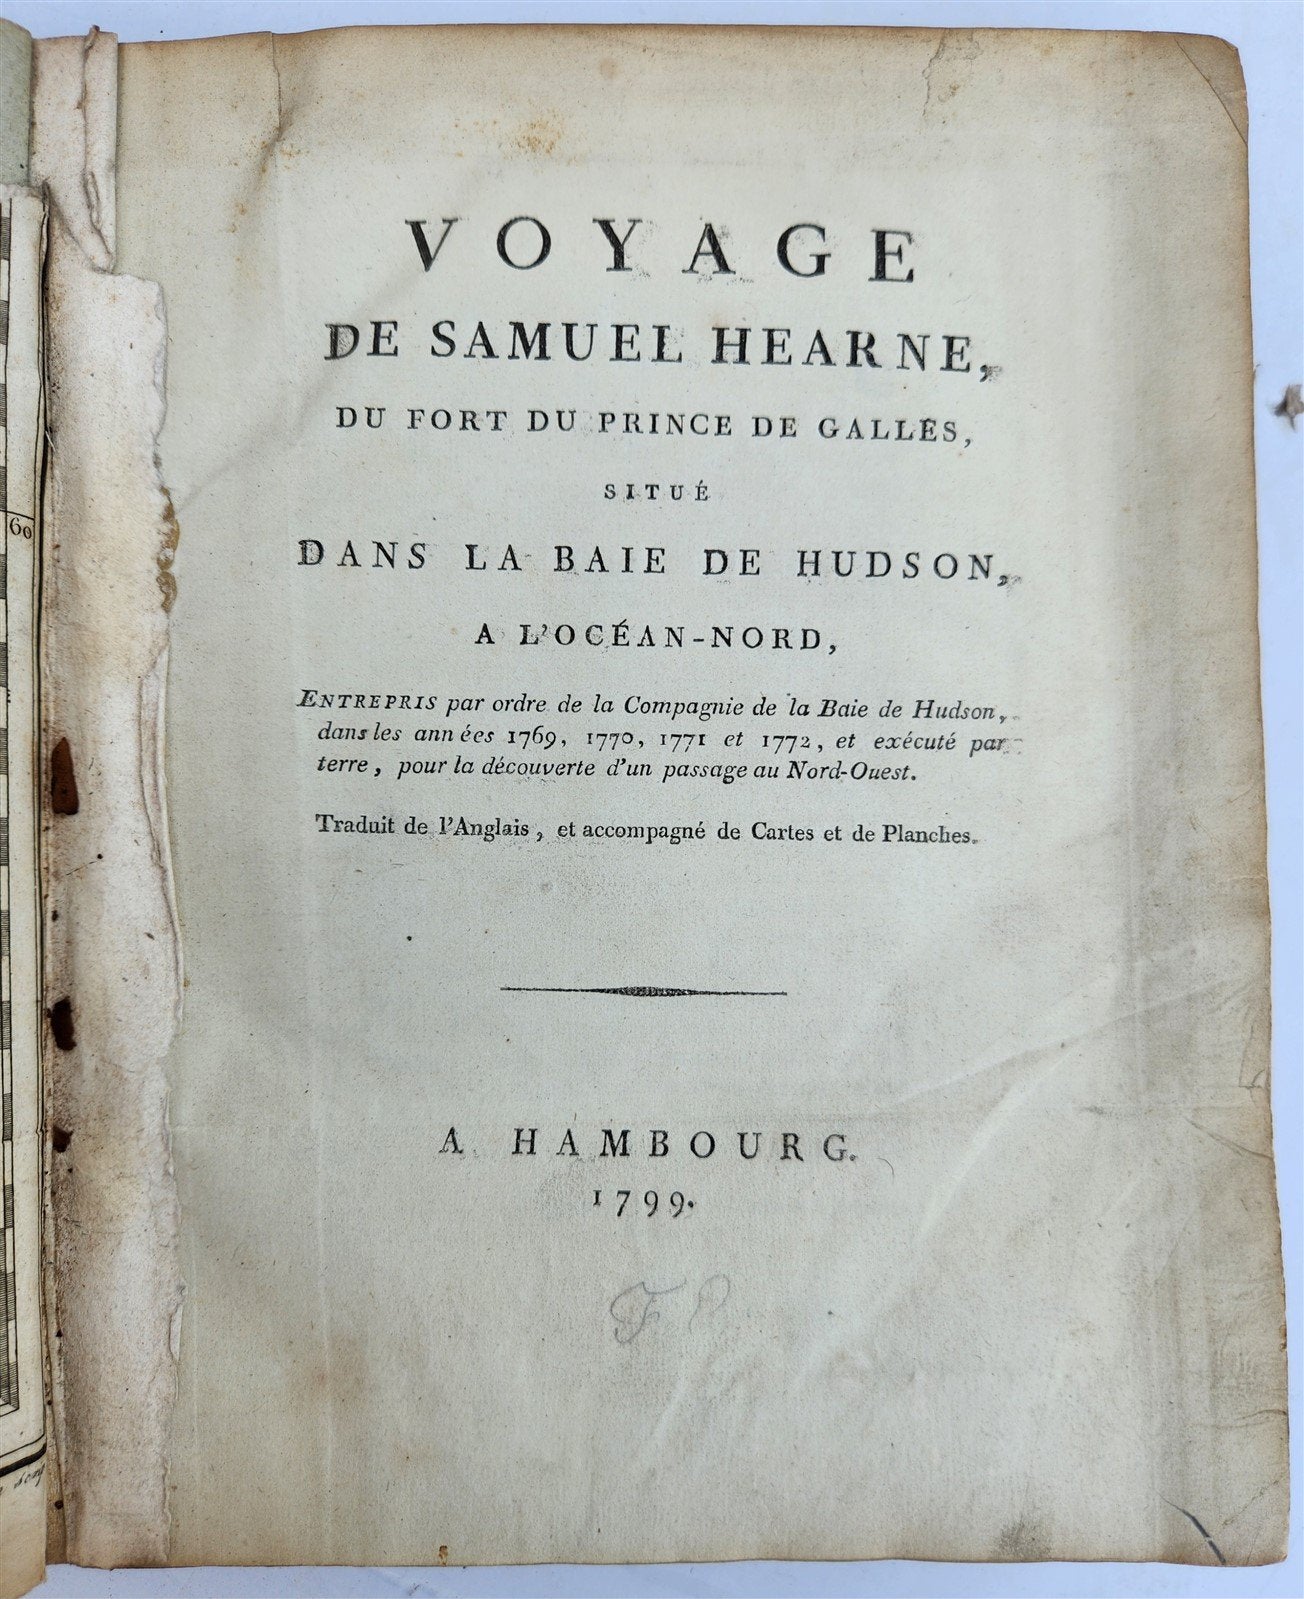 VOYAGE
DE SAMUEL HEARNE,
DU FORT DU PRINCE DE GALLES,
SITUÉ
DANS LA BAIE DE HUDSON,
A L'OCÉAN-NORD,
ENTREPRIS par ordre de la Compagnie de la Baie de Hudson,
dans les années 1769, 1770, 1771 et 1772, et exécuté par
terre, pour la découverte d'un passage au Nord-Ouest.
Traduit de l'Anglais, et accompagné de Cartes et de Planches.
A HAMBOURG.
1799.
60